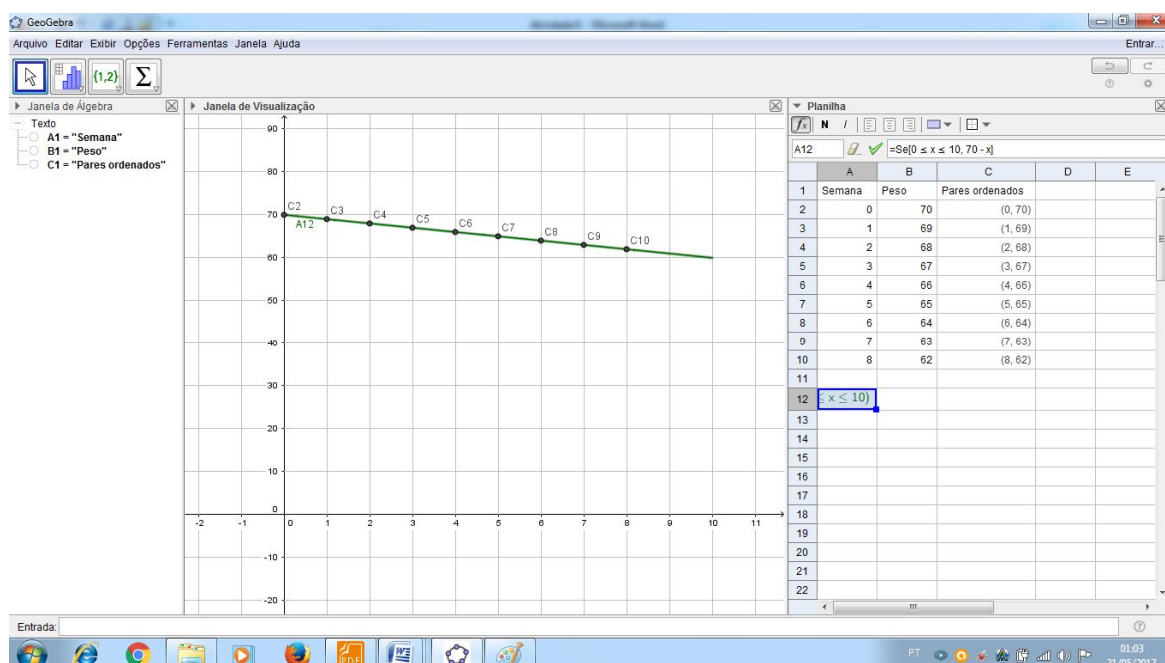 GeoGebra
Arquivo Editar Exibir Opções Ferramentas Janela Ajuda
Entrar...
{1,2} Σ
Janela de Álgebra
Janela de Visualização
Planilha
Texto
A1 = "Semana"
B1 = "Peso"
C1 = "Pares ordenados"
fx N I
A12 =Se[0 ≤ x ≤ 10, 70 - x]
A B C D E
1 Semana Peso Pares ordenados
2 0 70 (0, 70)
3 1 69 (1, 69)
4 2 68 (2, 68)
5 3 67 (3, 67)
6 4 66 (4, 66)
7 5 65 (5, 65)
8 6 64 (6, 64)
9 7 63 (7, 63)
10 8 62 (8, 62)
11
12 ≤ x ≤ 10)
13
14
15
16
17
18
19
20
21
22
90
80
70
60
50
40
30
20
10
0
-10
-20
C2 C3 C4 C5 C6 C7 C8 C9 C10
A12
-2 -1 0 1 2 3 4 5 6 7 8 9 10 11
Entrada:
PDF
PT
01:03
31/05/2017